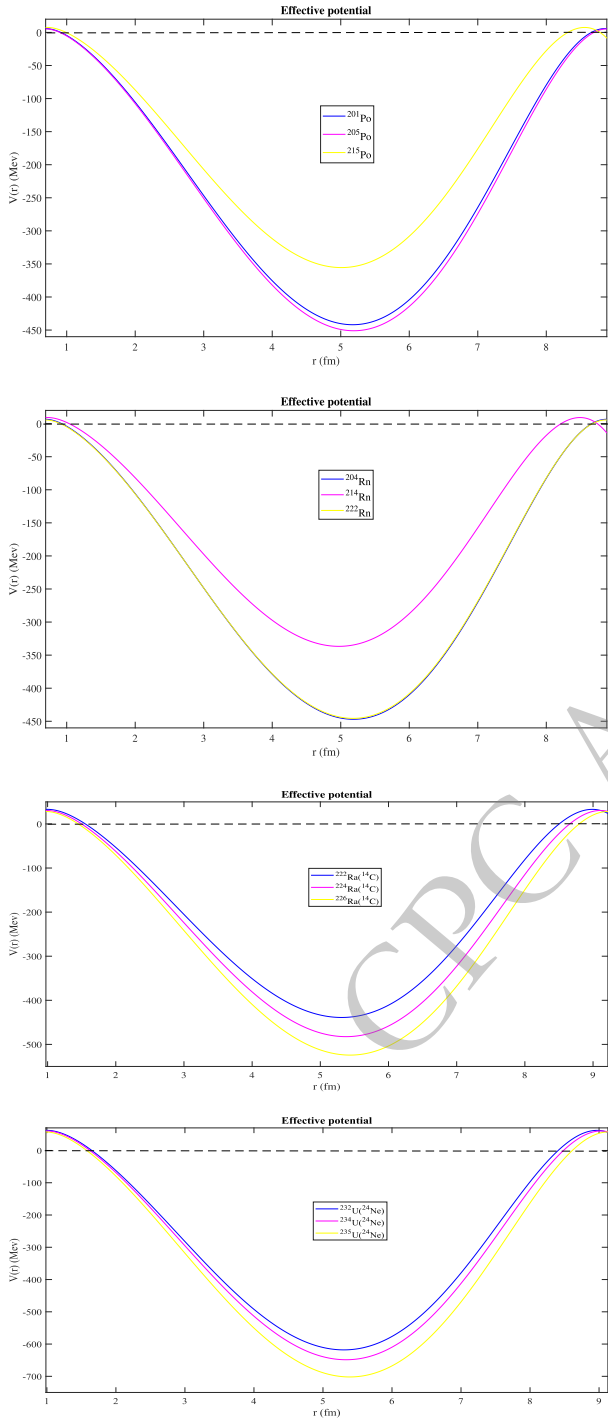 Effective potential
0
-50
-100
-150
-200
-250
-300
-350
-400
-450
V(r) (Mev)
²⁰¹Po
²⁰⁵Po
²¹⁵Po
1 2 3 4 5 6 7 8
r (fm)
Effective potential
0
-50
-100
-150
-200
-250
-300
-350
-400
-450
V(r) (Mev)
²⁰⁴Rn
²¹⁴Rn
²²²Rn
1 2 3 4 5 6 7 8
r (fm)
Effective potential
0
-100
-200
-300
-400
-500
V(r) (Mev)
²²²Ra(¹⁴C)
²²⁴Ra(¹⁴C)
²²⁶Ra(¹⁴C)
1 2 3 4 5 6 7 8 9
r (fm)
CPC A
Effective potential
0
-100
-200
-300
-400
-500
-600
-700
V(r) (Mev)
²³²U(²⁴Ne)
²³⁴U(²⁴Ne)
²³⁵U(²⁴Ne)
1 2 3 4 5 6 7 8 9
r (fm)